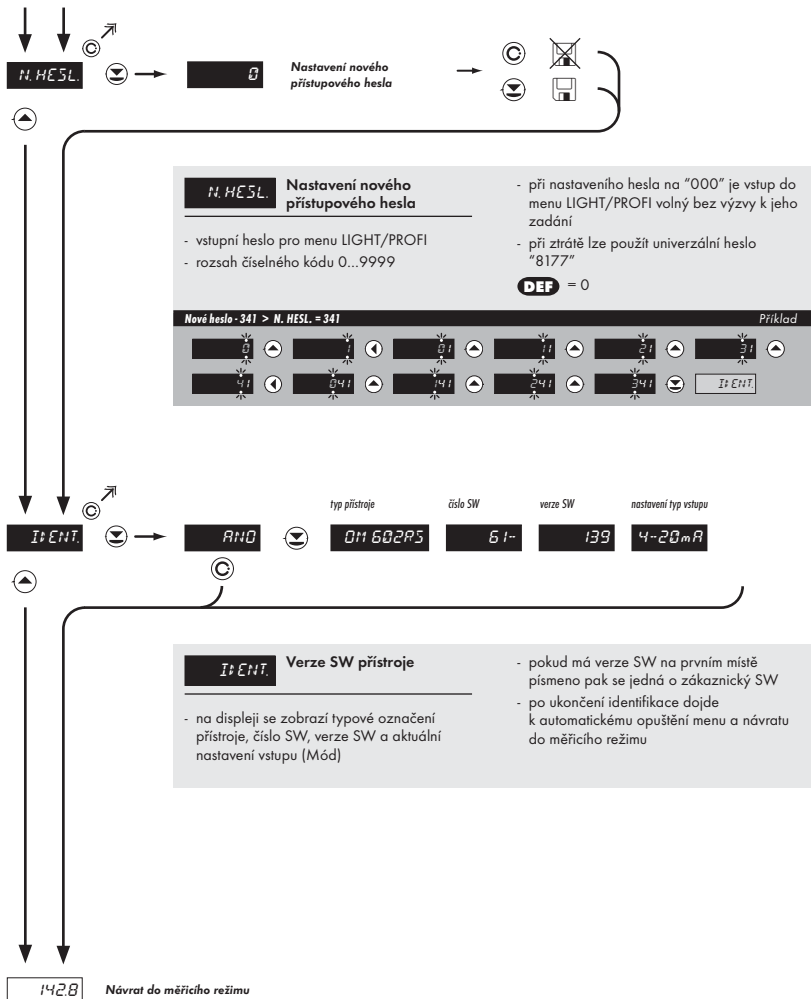 N. HESL.
0
Nastavení nového
přístupového hesla
N. HESL.
Nastavení nového
přístupového hesla
- vstupní heslo pro menu LIGHT/PROFI
- rozsah číselného kódu 0...9999
- při nastaveního hesla na “000” je vstup do
menu LIGHT/PROFI volný bez výzvy k jeho
zadání
- při ztrátě lze použít univerzální heslo
“8177”
DEF = 0
Nové heslo - 341 > N. HESL. = 341 Příklad
0 1 01 11 21 31
41 041 141 241 341 IDENT.
typ přístroje číslo SW verze SW nastavení typ vstupu
IDENT. ANO OM 602RS 61- 139 4-20mA
IDENT.
Verze SW přístroje
- na displeji se zobrazí typové označení
přístroje, číslo SW, verze SW a aktuální
nastavení vstupu (Mód)
- pokud má verze SW na prvním místě
písmeno pak se jedná o zákaznický SW
- po ukončení identifikace dojde
k automatickému opuštění menu a návratu
do měřicího režimu
142.8 Návrat do měřicího režimu